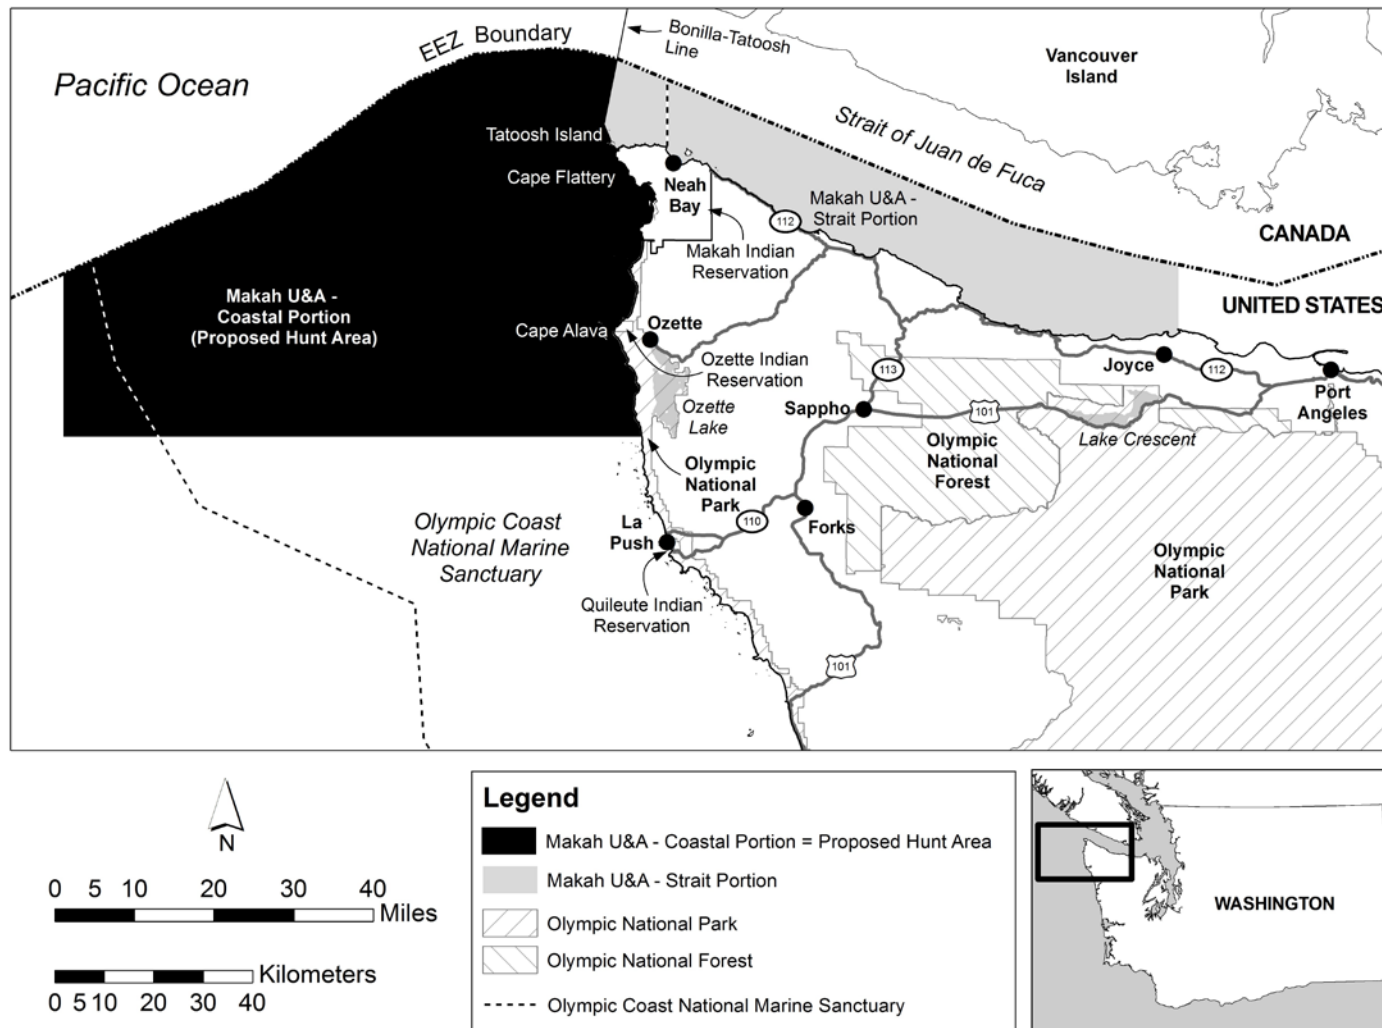 EEZ Boundary
Bonilla-Tatoosh
Line
Vancouver
Island
Pacific Ocean
Strait of Juan de Fuca
Tatoosh Island
Cape Flattery
Neah
Bay
Makah U&A -
Strait Portion
112
CANADA
Makah Indian
Reservation
Makah U&A -
Coastal Portion
(Proposed Hunt Area)
UNITED STATES
Cape Alava
Ozette
Ozette Indian
Reservation
113
Joyce
112
Port
Angeles
Ozette
Lake
Sappho
101
Lake Crescent
Olympic
National
Forest
Olympic
National
Park
Olympic Coast
National Marine
Sanctuary
La
Push
110
Forks
Olympic
National
Park
Quileute Indian
Reservation
101
N
0 5 10 20 30 40
Miles
Kilometers
0 5 10 20 30 40
Legend
Makah U&A - Coastal Portion = Proposed Hunt Area
Makah U&A - Strait Portion
Olympic National Park
Olympic National Forest
Olympic Coast National Marine Sanctuary
WASHINGTON